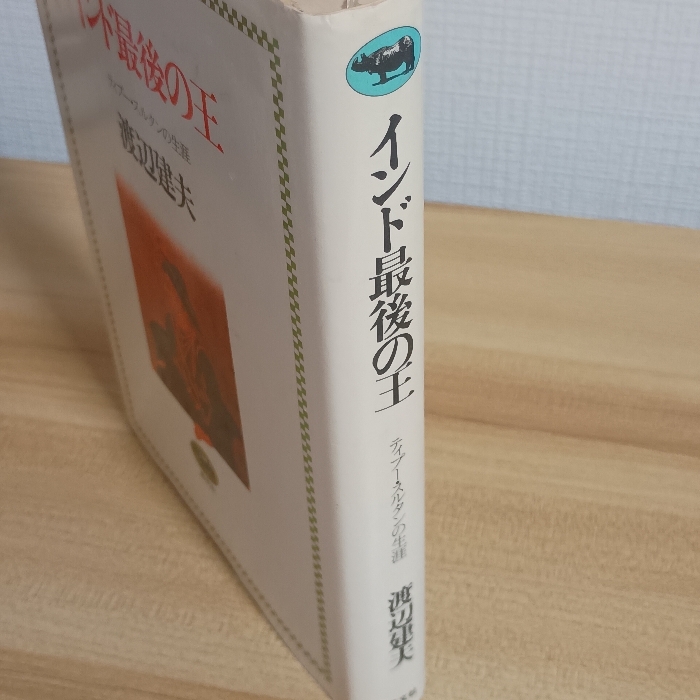 インド最後の王
ティプー・スルタンの生涯
渡辺建夫
インド最後の王
ティプー・スルタンの生涯
渡辺建夫